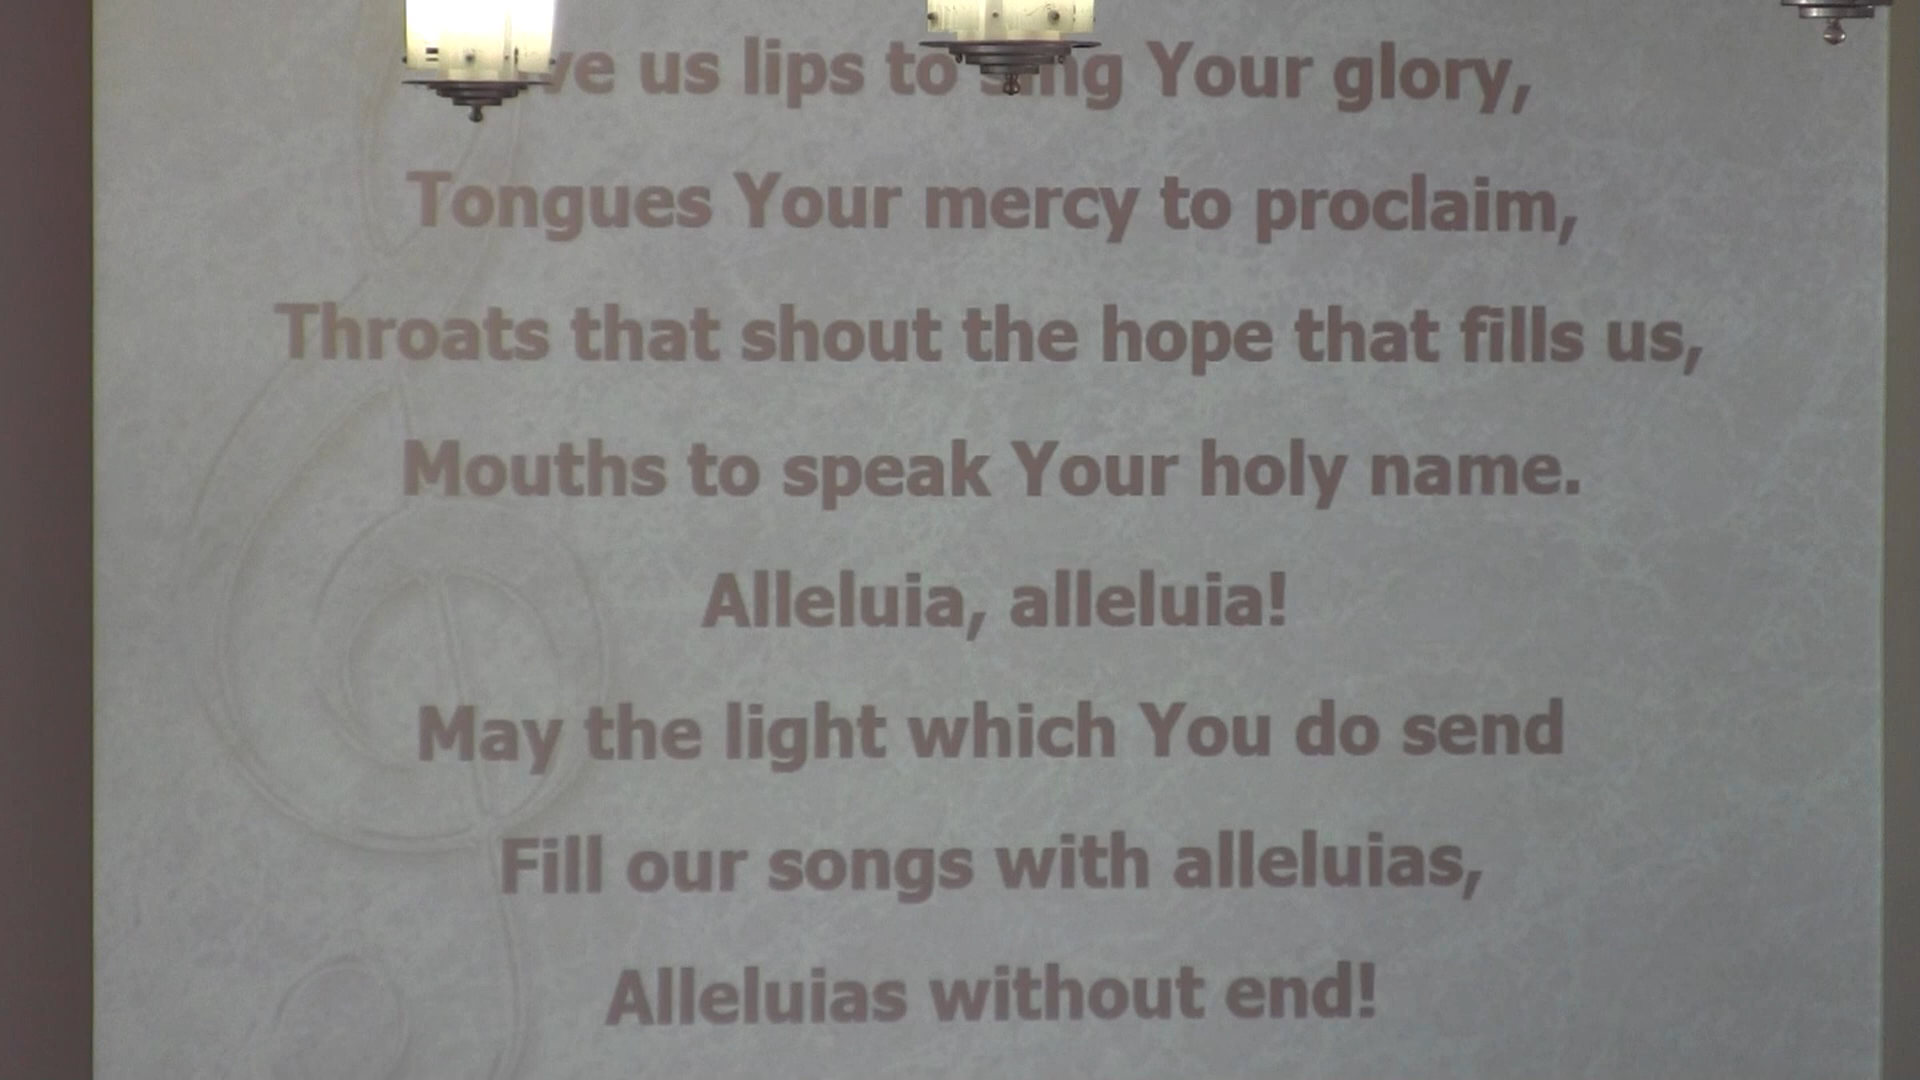 us lips to Your glory,
Tongues Your mercy to proclaim,
Throats that shout the hope that fills us,
Mouths to speak Your holy name.
Alleluia, alleluia!
May the light which You do send
Fill our songs with alleluias,
Alleluias without end!